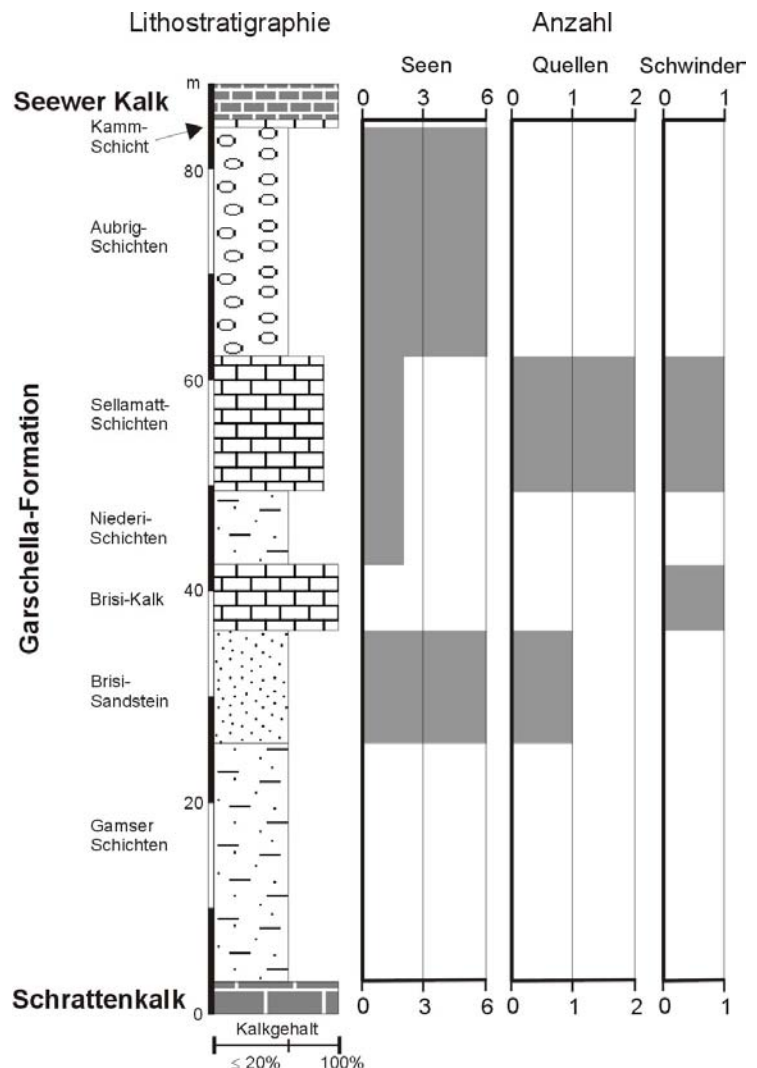 Lithostratigraphie
Anzahl
Seen
Quellen
Schwinder
m
0 3 6
0 1 2
0 1
Seewer Kalk
Kamm-
Schicht
80
Aubrig-
Schichten
60
Sellamatt-
Schichten
Niederi-
Schichten
40
Brisi-Kalk
Brisi-
Sandstein
20
Gamser
Schichten
Garschella-Formation
Schrattenkalk
0
0 3 6
0 1 2
0 1
Kalkgehalt
≤ 20% 100%